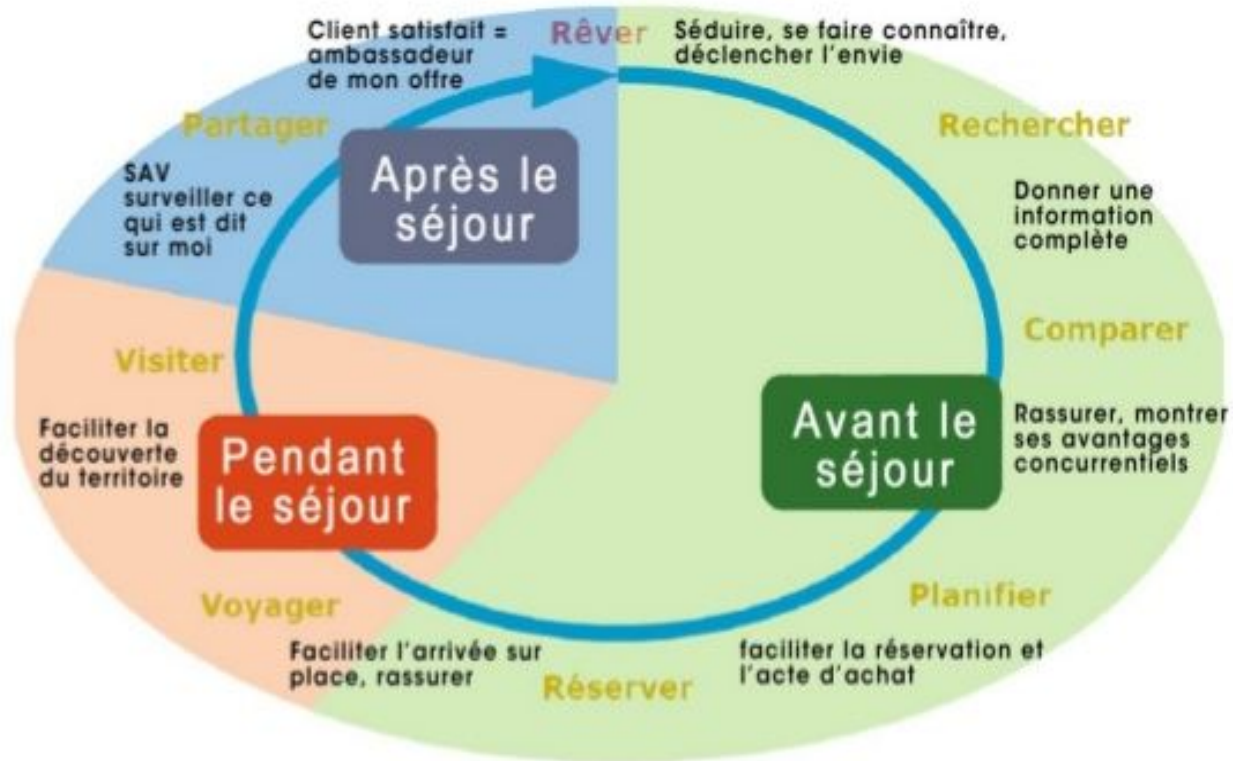 Rêver
Séduire, se faire connaître,
déclencher l'envie
Rechercher
Donner une
information
complète
Comparer
Rassurer, montrer
ses avantages
concurrentiels
Avant le
séjour
Planifier
faciliter la réservation et
l'acte d'achat
Réserver
Faciliter l'arrivée sur
place, rassurer
Voyager
Pendant
le séjour
Faciliter la
découverte
du territoire
Visiter
SAV
surveiller ce
qui est dit
sur moi
Partager
Après le
séjour
Client satisfait =
ambassadeur
de mon offre